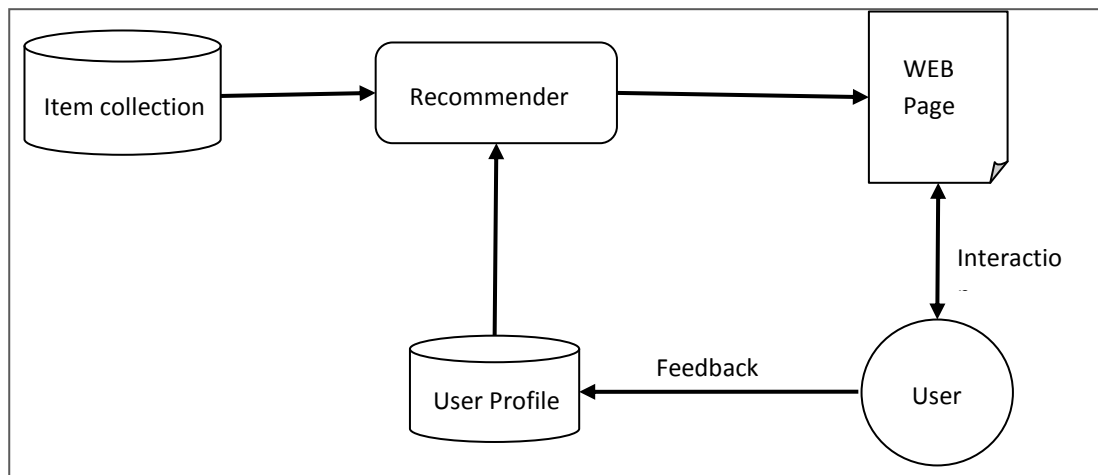 Item collection
Recommender
WEB
Page
Interactio
User Profile
Feedback
User